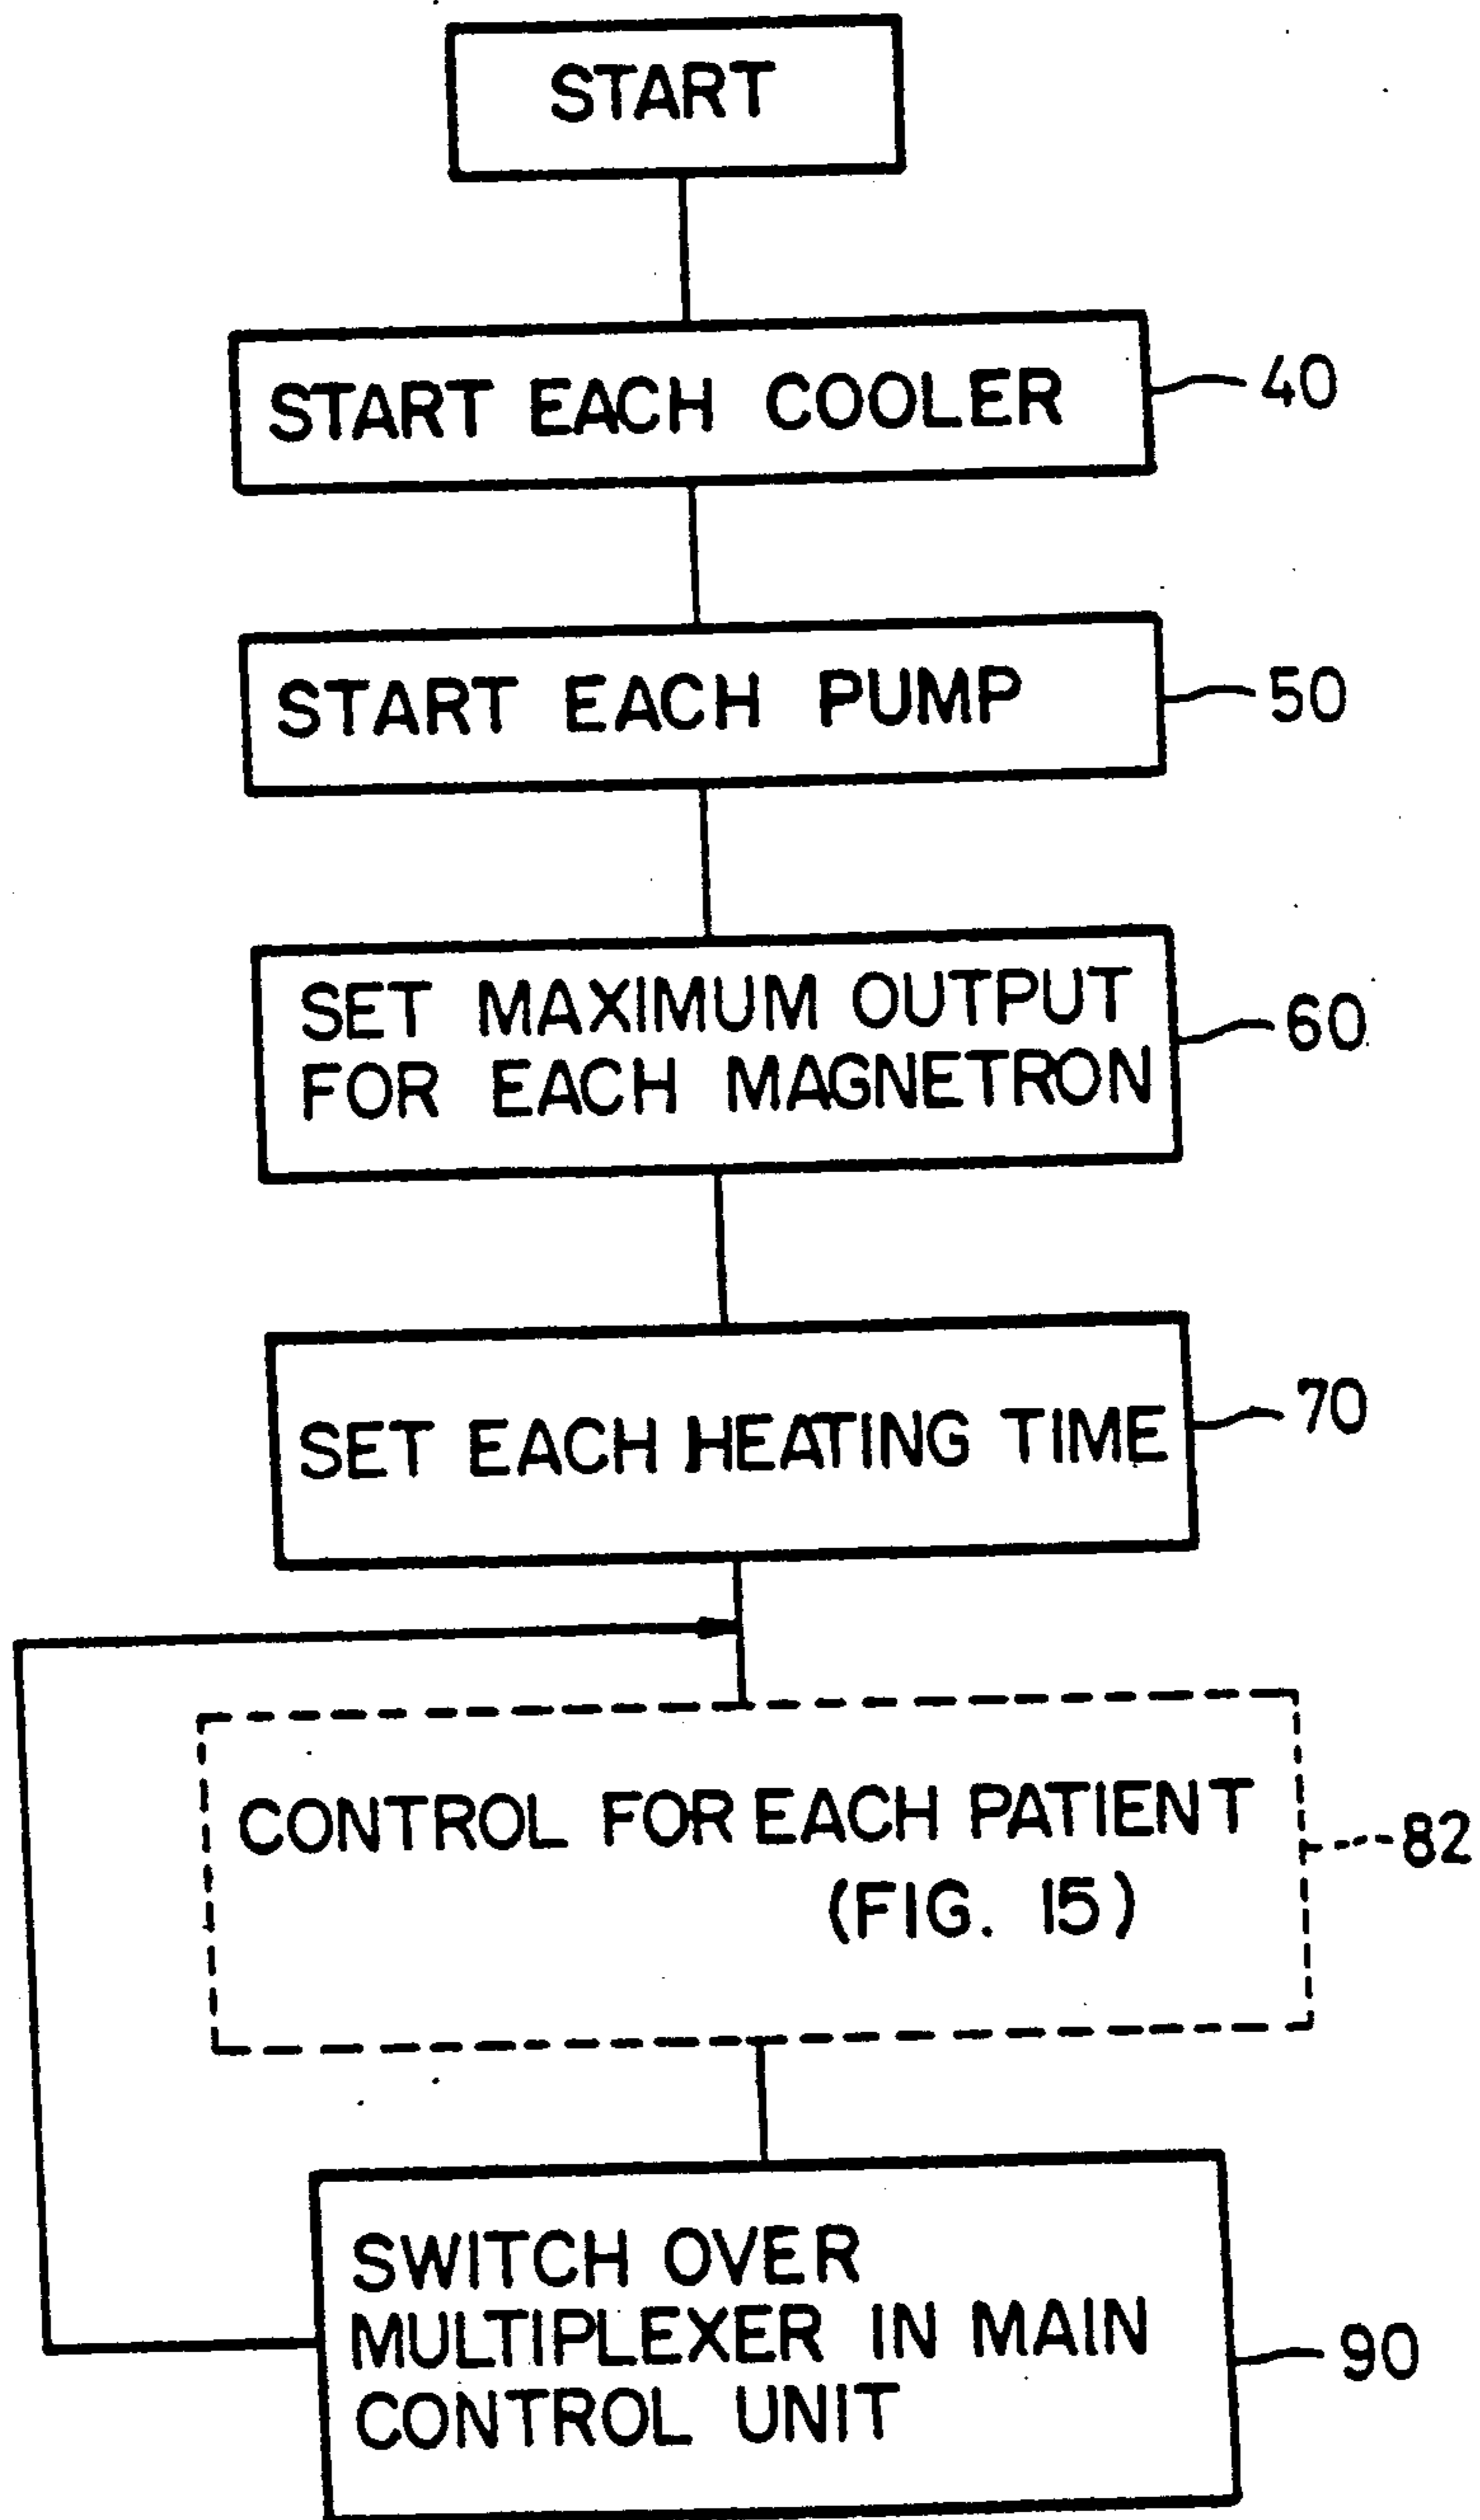 START
START EACH COOLER
40
START EACH PUMP
50
SET MAXIMUM OUTPUT
FOR EACH MAGNETRON
60
SET EACH HEATING TIME
70
CONTROL FOR EACH PATIENT
(FIG. 15)
82
SWITCH OVER
MULTIPLEXER IN MAIN
CONTROL UNIT
90